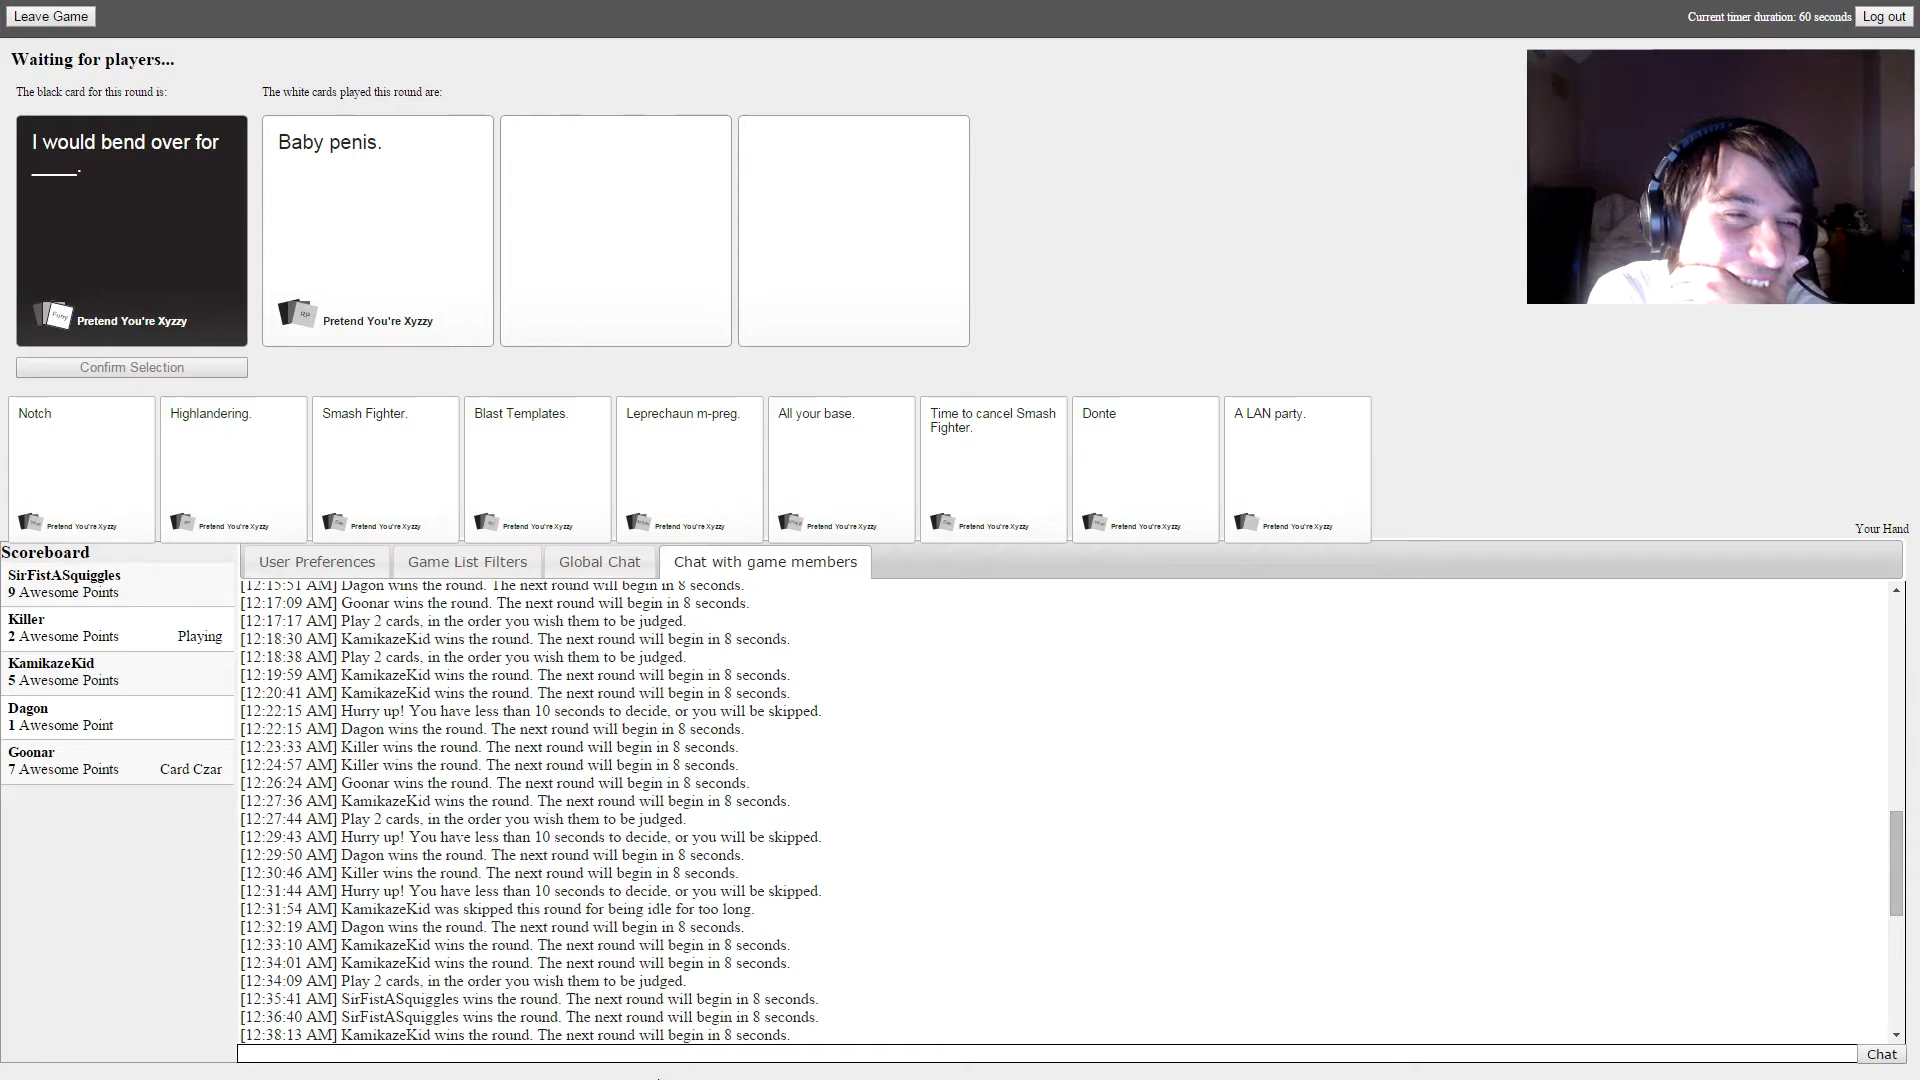 Leave Game
Current timer duration: 60 seconds
Log out
Waiting for players...
The black card for this round is:
The white cards played this round are:
I would bend over for
_____.
Furry
Pretend You're Xyzzy
Baby penis.
RP
Pretend You're Xyzzy
Confirm Selection
Notch
Pretend You're Xyzzy
Highlandering.
Pretend You're Xyzzy
Smash Fighter.
Pretend You're Xyzzy
Blast Templates.
Pretend You're Xyzzy
Leprechaun m-preg.
Pretend You're Xyzzy
All your base.
Pretend You're Xyzzy
Time to cancel Smash
Fighter.
Pretend You're Xyzzy
Donte
Pretend You're Xyzzy
A LAN party.
Pretend You're Xyzzy
Your Hand
Scoreboard
SirFistASquiggles
9 Awesome Points
Killer
2 Awesome Points Playing
KamikazeKid
5 Awesome Points
Dagon
1 Awesome Point
Goonar
7 Awesome Points Card Czar
User Preferences
Game List Filters
Global Chat
Chat with game members
[12:15:51 AM] Dagon wins the round. The next round will begin in 8 seconds.
[12:17:09 AM] Goonar wins the round. The next round will begin in 8 seconds.
[12:17:17 AM] Play 2 cards, in the order you wish them to be judged.
[12:18:30 AM] KamikazeKid wins the round. The next round will begin in 8 seconds.
[12:18:38 AM] Play 2 cards, in the order you wish them to be judged.
[12:19:59 AM] KamikazeKid wins the round. The next round will begin in 8 seconds.
[12:20:41 AM] KamikazeKid wins the round. The next round will begin in 8 seconds.
[12:22:15 AM] Hurry up! You have less than 10 seconds to decide, or you will be skipped.
[12:22:15 AM] Dagon wins the round. The next round will begin in 8 seconds.
[12:23:33 AM] Killer wins the round. The next round will begin in 8 seconds.
[12:24:57 AM] Killer wins the round. The next round will begin in 8 seconds.
[12:26:24 AM] Goonar wins the round. The next round will begin in 8 seconds.
[12:27:36 AM] KamikazeKid wins the round. The next round will begin in 8 seconds.
[12:27:44 AM] Play 2 cards, in the order you wish them to be judged.
[12:29:43 AM] Hurry up! You have less than 10 seconds to decide, or you will be skipped.
[12:29:50 AM] Dagon wins the round. The next round will begin in 8 seconds.
[12:30:46 AM] Killer wins the round. The next round will begin in 8 seconds.
[12:31:44 AM] Hurry up! You have less than 10 seconds to decide, or you will be skipped.
[12:31:54 AM] KamikazeKid was skipped this round for being idle for too long.
[12:32:19 AM] Dagon wins the round. The next round will begin in 8 seconds.
[12:33:10 AM] KamikazeKid wins the round. The next round will begin in 8 seconds.
[12:34:01 AM] KamikazeKid wins the round. The next round will begin in 8 seconds.
[12:34:09 AM] Play 2 cards, in the order you wish them to be judged.
[12:35:41 AM] SirFistASquiggles wins the round. The next round will begin in 8 seconds.
[12:36:40 AM] SirFistASquiggles wins the round. The next round will begin in 8 seconds.
[12:38:13 AM] KamikazeKid wins the round. The next round will begin in 8 seconds.
Chat